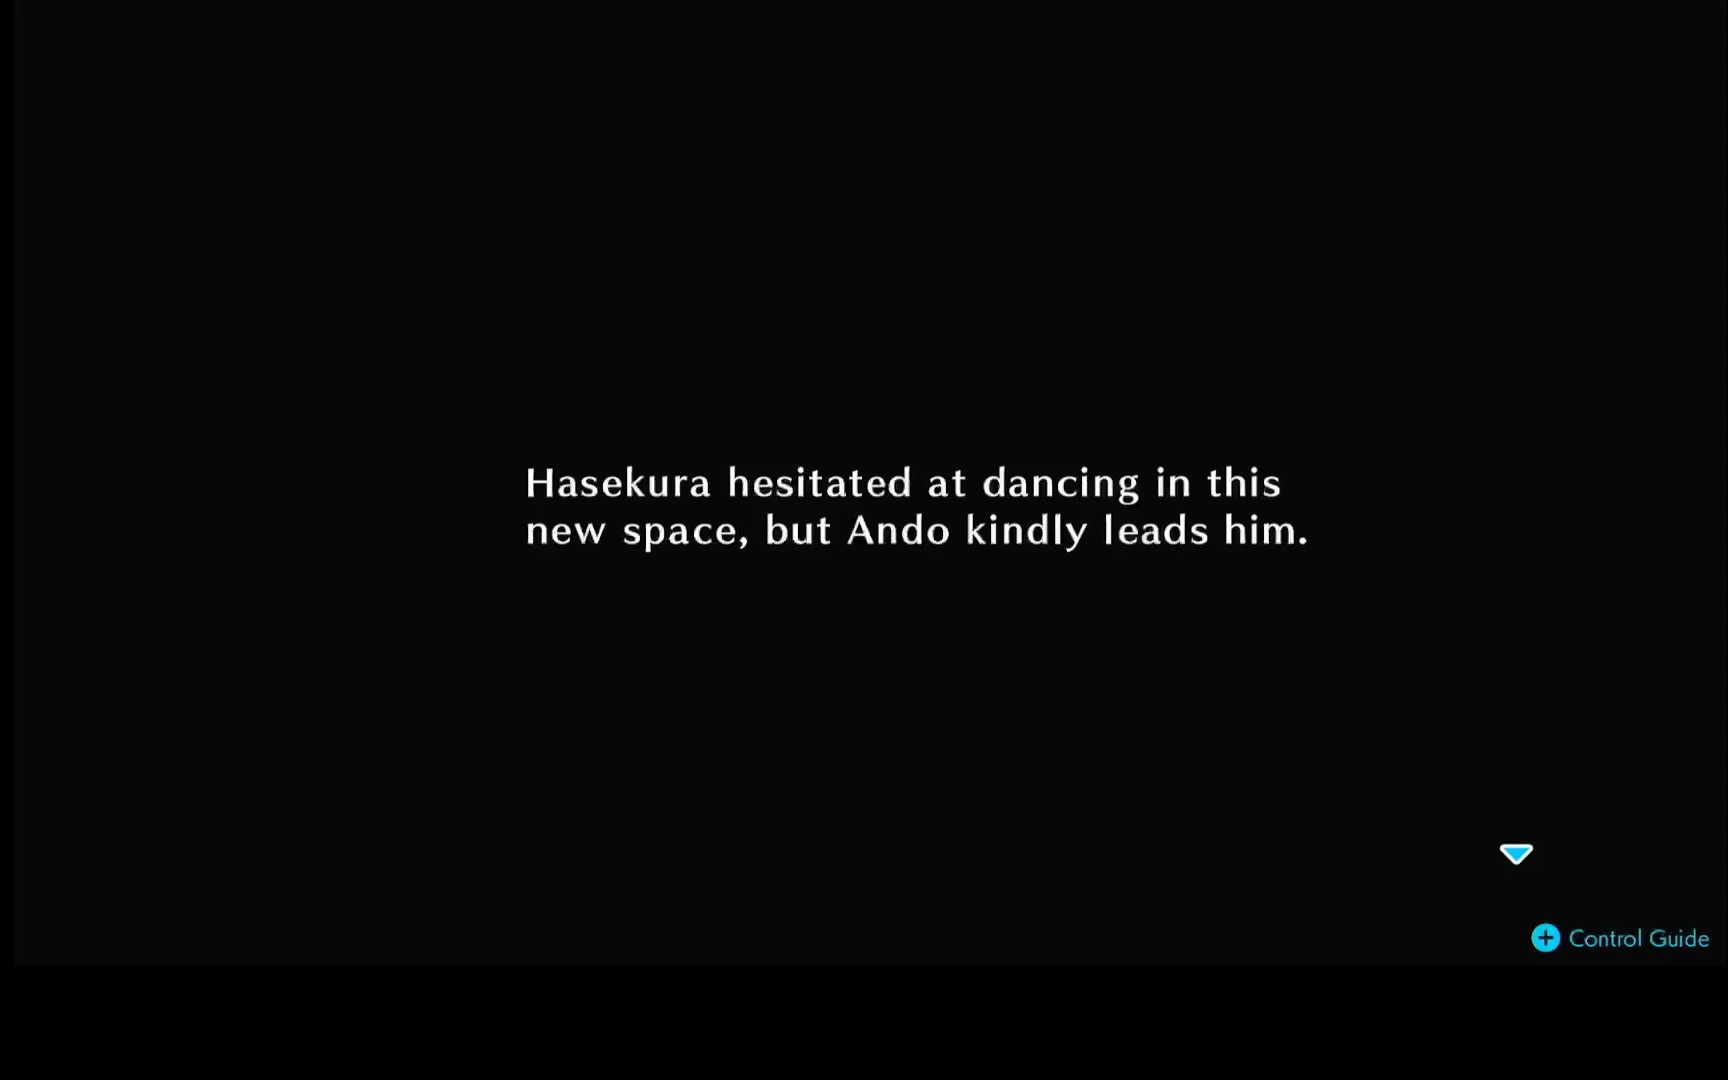 Hasekura hesitated at dancing in this
new space, but Ando kindly leads him.
Control Guide